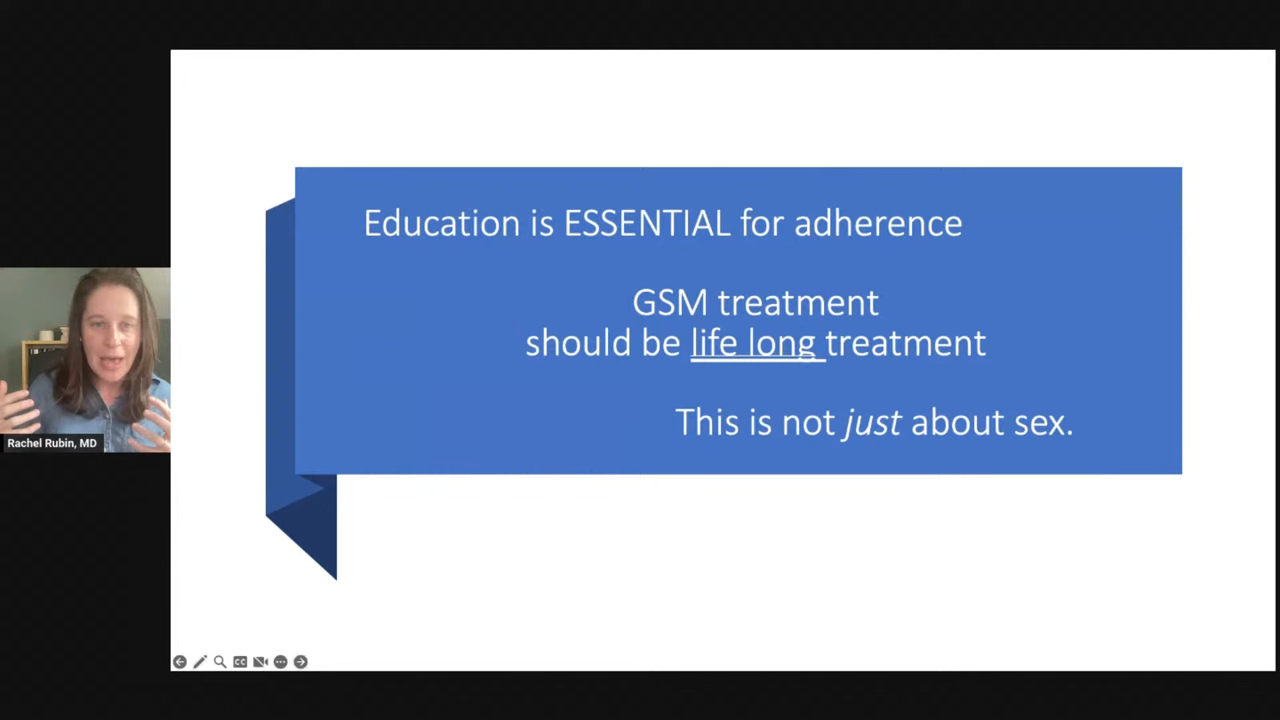 Education is ESSENTIAL for adherence
GSM treatment
should be life long treatment
This is not just about sex.
Rachel Rubin, MD
CC